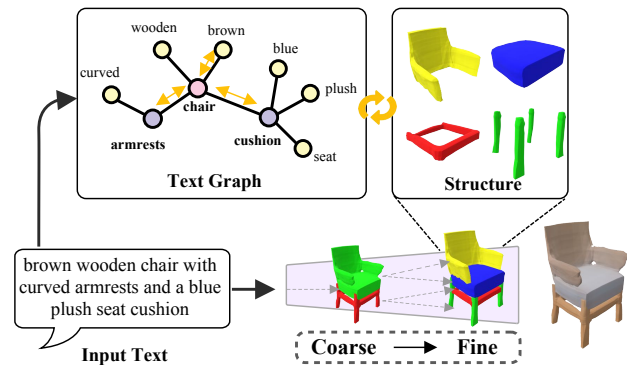 wooden
brown
blue
curved
plush
chair
armrests
cushion
seat
Text Graph
Structure
brown wooden chair with
curved armrests and a blue
plush seat cushion
Input Text
Coarse
Fine